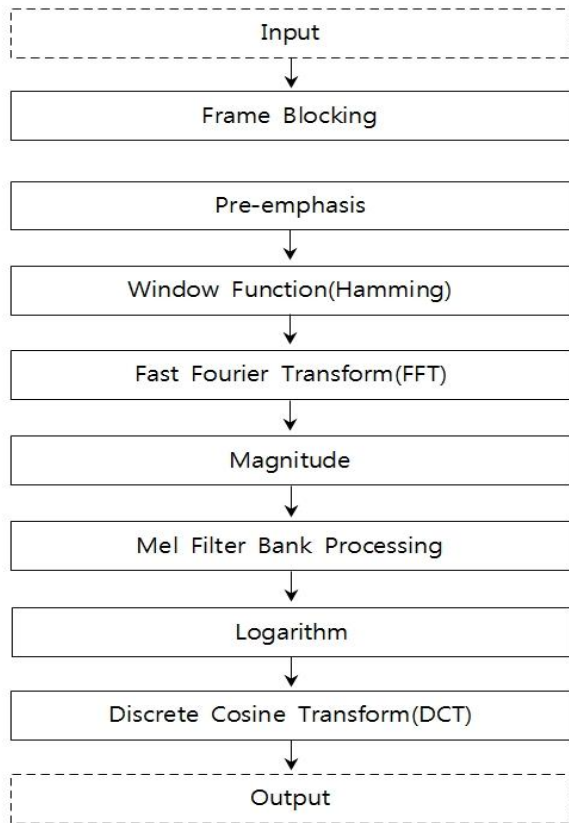 Input
Frame Blocking
Pre-emphasis
Window Function(Hamming)
Fast Fourier Transform(FFT)
Magnitude
Mel Filter Bank Processing
Logarithm
Discrete Cosine Transform(DCT)
Output